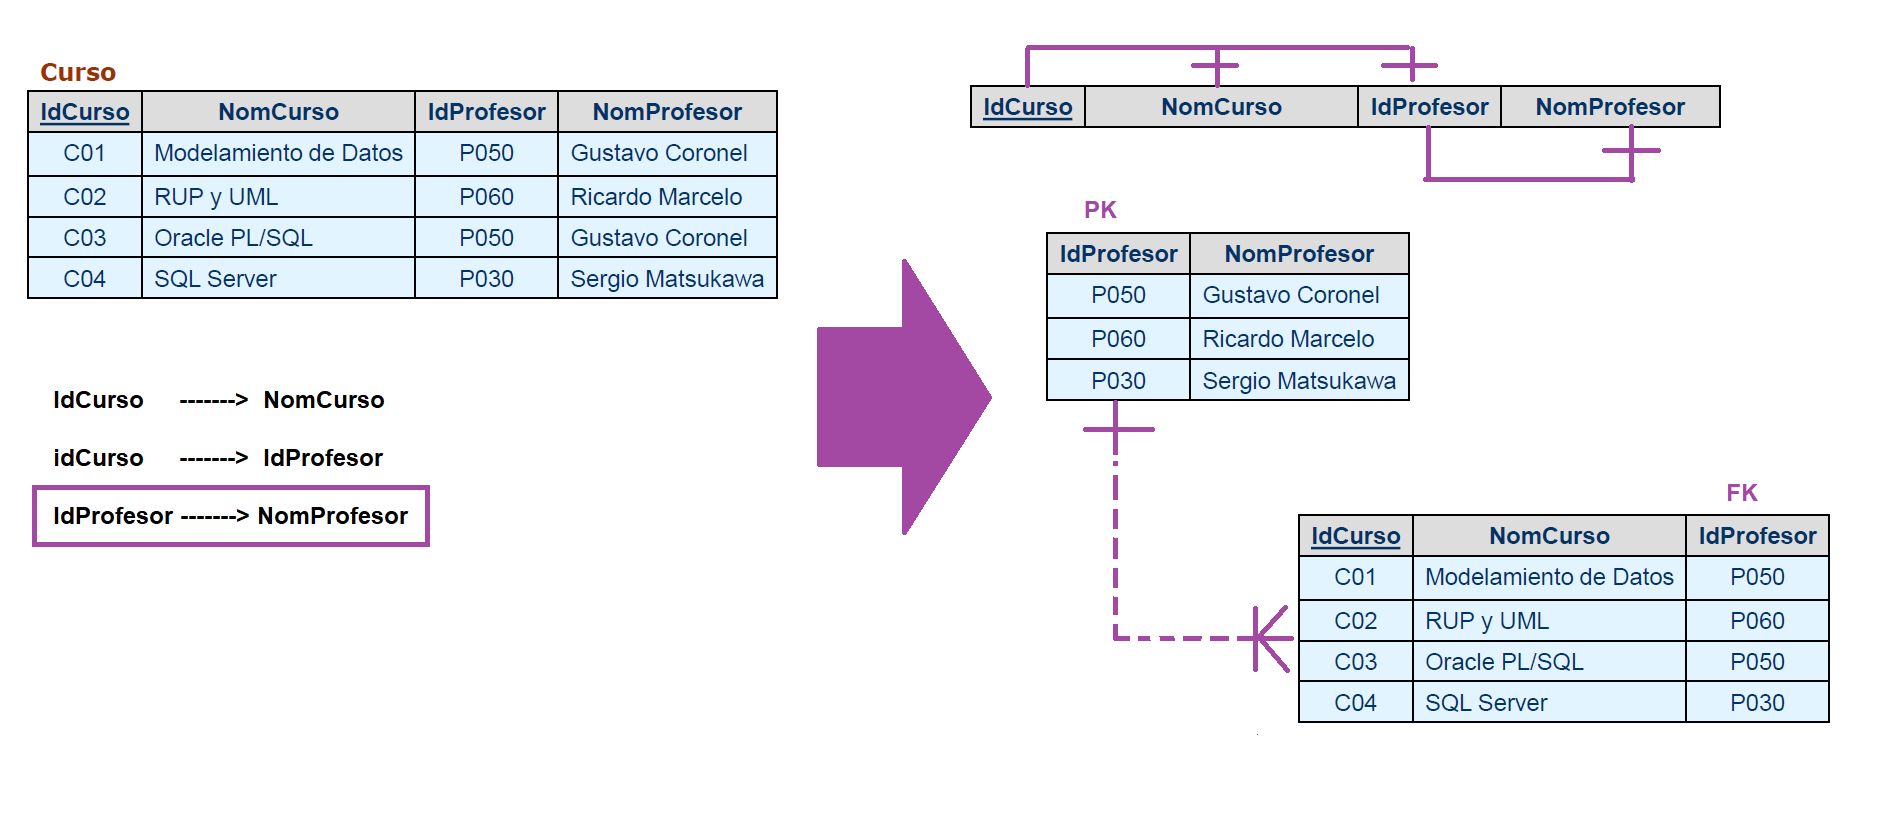 Curso
IdCurso NomCurso IdProfesor NomProfesor
C01 Modelamiento de Datos P050 Gustavo Coronel
C02 RUP y UML P060 Ricardo Marcelo
C03 Oracle PL/SQL P050 Gustavo Coronel
C04 SQL Server P030 Sergio Matsukawa
IdCurso -------> NomCurso
idCurso -------> IdProfesor
IdProfesor -------> NomProfesor
IdCurso NomCurso IdProfesor NomProfesor
PK
IdProfesor NomProfesor
P050 Gustavo Coronel
P060 Ricardo Marcelo
P030 Sergio Matsukawa
FK
IdCurso NomCurso IdProfesor
C01 Modelamiento de Datos P050
C02 RUP y UML P060
C03 Oracle PL/SQL P050
C04 SQL Server P030